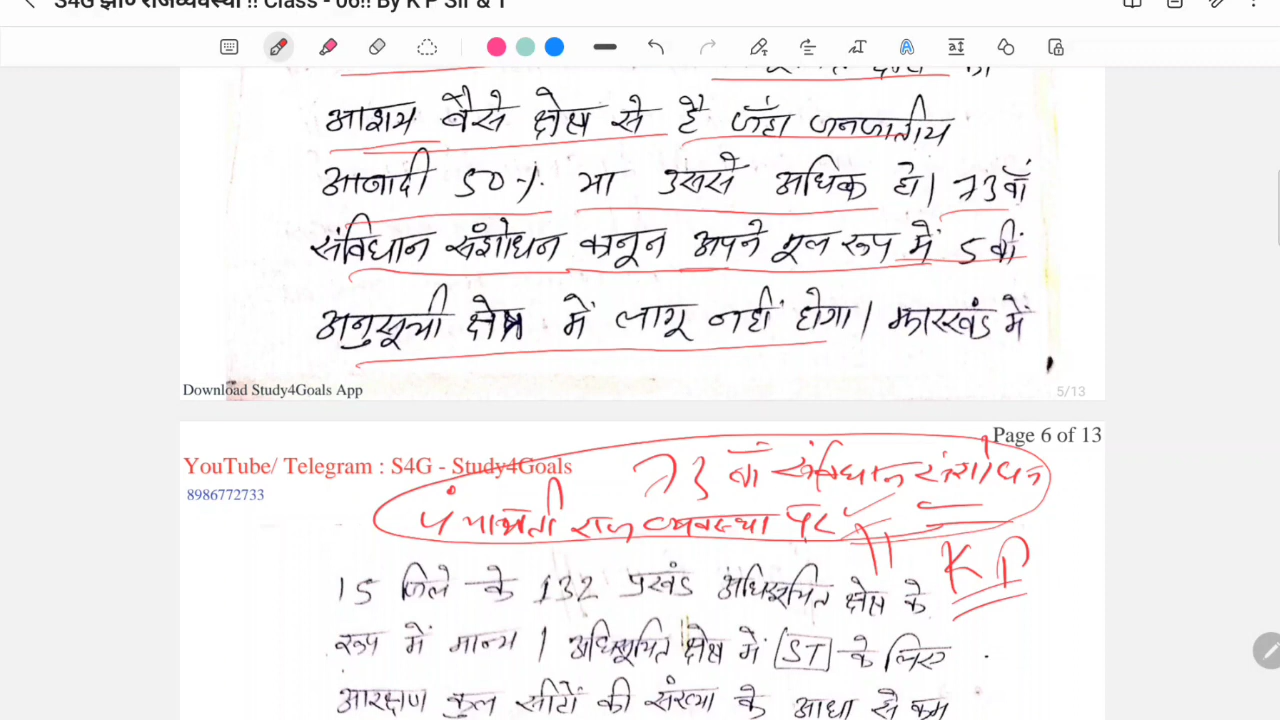 S4G झा० राजव्यवस्था !! Class - 06!! By K P Sir & T
आशय वैसे क्षेत्र से है जहाँ जनजातीय
आबादी 50% या उससे अधिक हो। 73वाँ
संविधान संशोधन कानून अपने मूल रूप में 5वीं
अनुसूची क्षेत्र में लागू नहीं होगा। झारखंड में
Download Study4Goals App
5/13
Page 6 of 13
YouTube/ Telegram : S4G - Study4Goals
8986772733
73 वाँ संविधान संशोधन
पंचायती राज व्यवस्था पर
KP
15 जिले के 132 प्रखंड अधिसूचित क्षेत्र के
रूप में मान्य। अधिसूचित क्षेत्र में [ST] के लिए
आरक्षण कुल सीटों की संख्या के आधा से कम